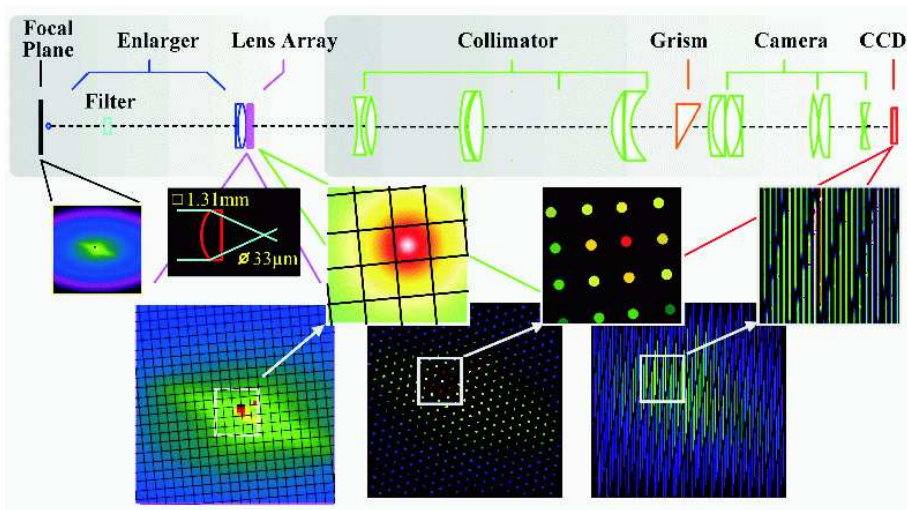 Focal
Plane
Enlarger
Lens Array
Collimator
Grism
Camera
CCD
Filter
□ 1.31mm
Ø 33µm